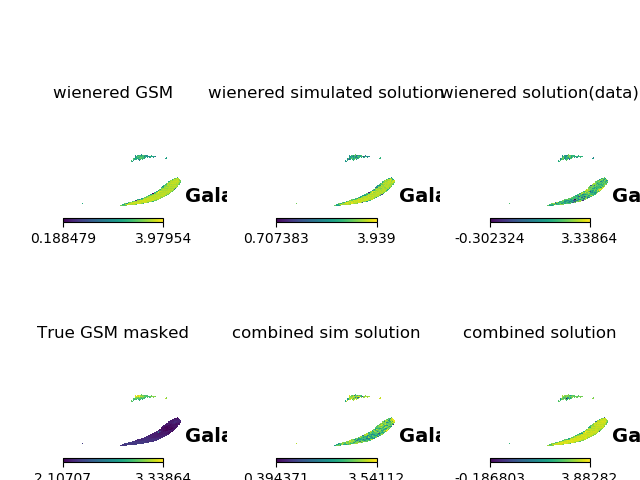 wienered GSM
wienered simulated solution
wienered solution(data)
Gala
Gala
Ga
0.188479 3.97954
0.707383 3.939
-0.302324 3.33864
True GSM masked
combined sim solution
combined solution
Gala
Gala
Ga
2.10707 3.33864
0.394371 3.54112
-0.186803 3.88282